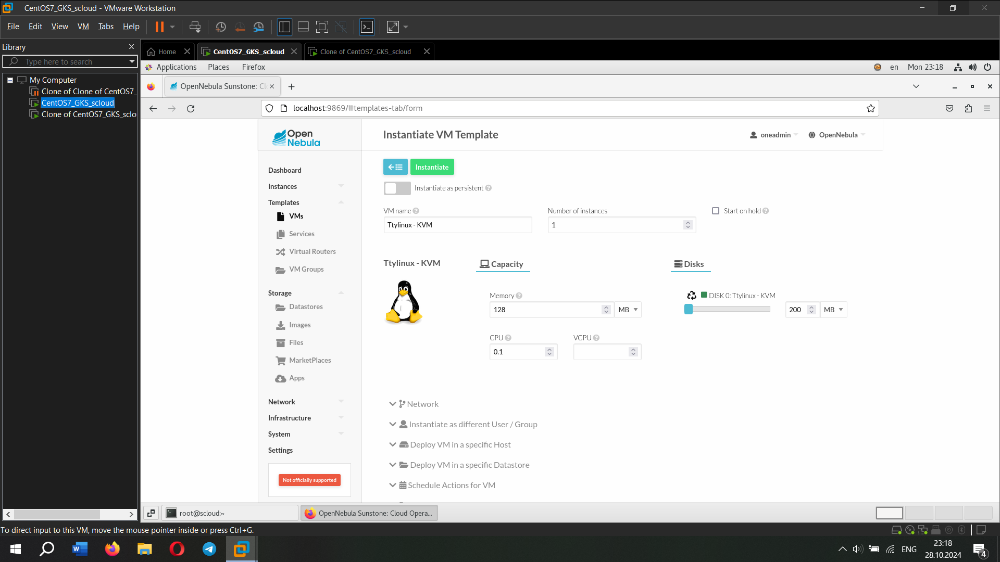 CentOS7_GKS_scloud - VMware Workstation
File Edit View VM Tabs Help
Library
Type here to search
My Computer
Clone of Clone of CentOS7_
CentOS7_GKS_scloud
Clone of CentOS7_GKS_sclo
Home
CentOS7_GKS_scloud
Clone of CentOS7_GKS_scloud
Applications Places Firefox
en Mon 23:18
OpenNebula Sunstone: Cl
localhost:9869/#templates-tab/form
Open
Nebula
Instantiate VM Template
oneadmin OpenNebula
Dashboard
Instances
Templates
VMs
Services
Virtual Routers
VM Groups
Storage
Datastores
Images
Files
MarketPlaces
Apps
Network
Infrastructure
System
Settings
Not officially supported
Instantiate
Instantiate as persistent
VM name
Ttylinux - KVM
Number of instances
1
Start on hold
Ttylinux - KVM
Capacity
Disks
Memory
128 MB
DISK 0: Ttylinux - KVM
200 MB
CPU
0.1
VCPU
Network
Instantiate as different User / Group
Deploy VM in a specific Host
Deploy VM in a specific Datastore
Schedule Actions for VM
root@scloud:~
OpenNebula Sunstone: Cloud Opera...
To direct input to this VM, move the mouse pointer inside or press Ctrl+G.
ENG
23:18
28.10.2024
4